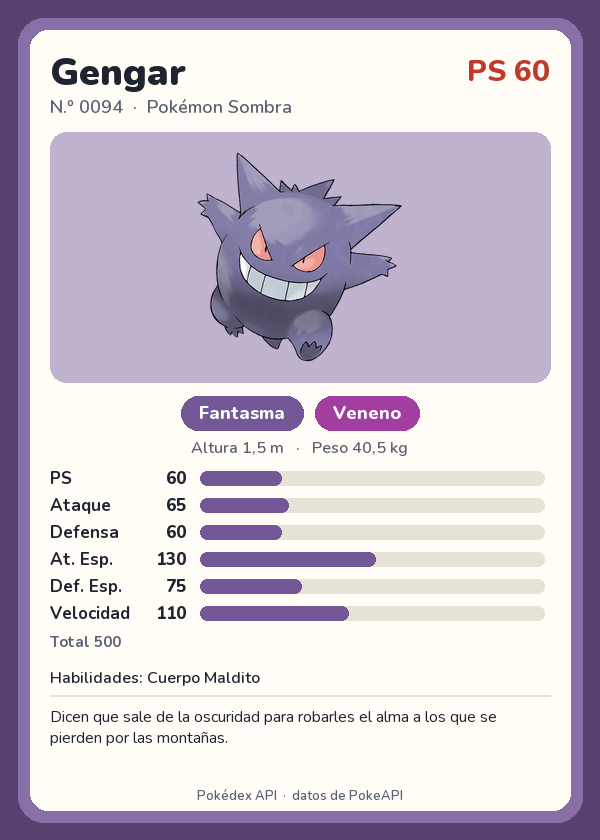 Gengar
PS 60
N.º 0094 · Pokémon Sombra
Fantasma Veneno
Altura 1,5 m · Peso 40,5 kg
PS 60
Ataque 65
Defensa 60
At. Esp. 130
Def. Esp. 75
Velocidad 110
Total 500
Habilidades: Cuerpo Maldito
Dicen que sale de la oscuridad para robarles el alma a los que se
pierden por las montañas.
Pokédex API · datos de PokeAPI